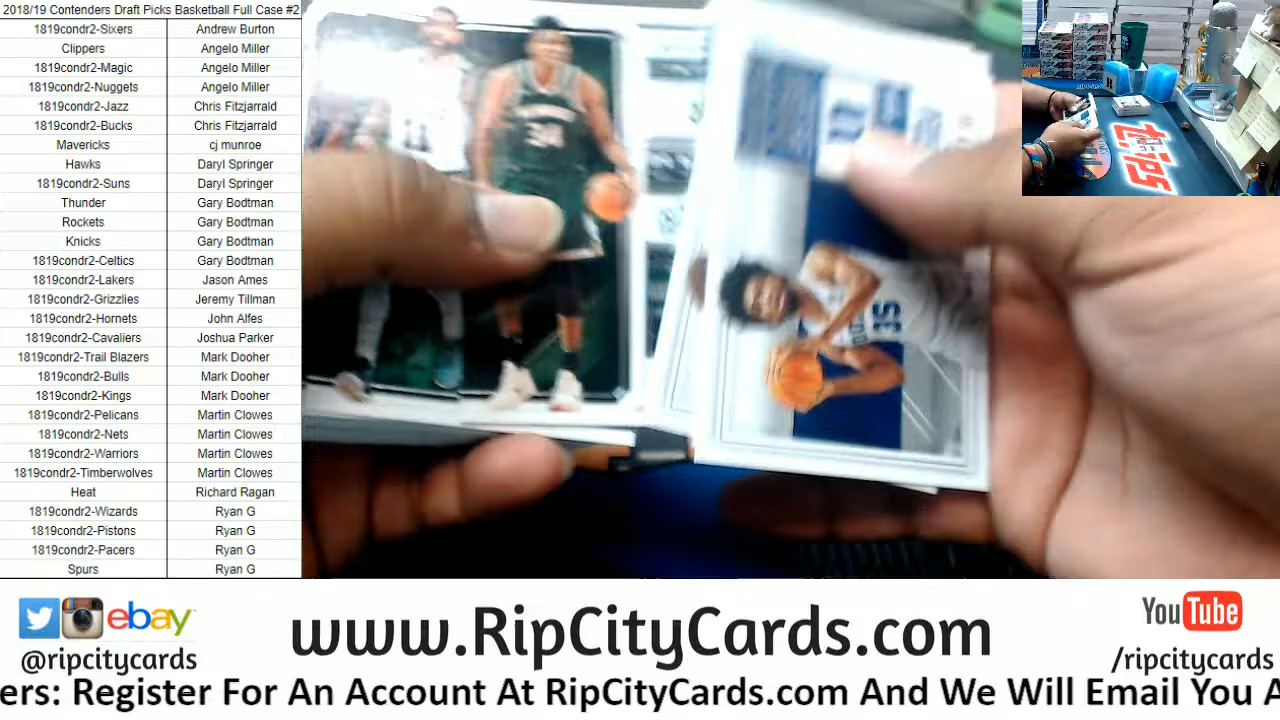 2018/19 Contenders Draft Picks Basketball Full Case #2
1819condr2-Sixers Andrew Burton
Clippers Angelo Miller
1819condr2-Magic Angelo Miller
1819condr2-Nuggets Angelo Miller
1819condr2-Jazz Chris Fitzjarrald
1819condr2-Bucks Chris Fitzjarrald
Mavericks cj munroe
Hawks Daryl Springer
1819condr2-Suns Daryl Springer
Thunder Gary Bodtman
Rockets Gary Bodtman
Knicks Gary Bodtman
1819condr2-Celtics Gary Bodtman
1819condr2-Lakers Jason Ames
1819condr2-Grizzlies Jeremy Tillman
1819condr2-Hornets John Alfes
1819condr2-Cavaliers Joshua Parker
1819condr2-Trail Blazers Mark Dooher
1819condr2-Bulls Mark Dooher
1819condr2-Kings Mark Dooher
1819condr2-Pelicans Martin Clowes
1819condr2-Nets Martin Clowes
1819condr2-Warriors Martin Clowes
1819condr2-Timberwolves Martin Clowes
Heat Richard Ragan
1819condr2-Wizards Ryan G
1819condr2-Pistons Ryan G
1819condr2-Pacers Ryan G
Spurs Ryan G
34
35
ebay
@ripcitycards
www.RipCityCards.com
YouTube
/ripcitycards
ers: Register For An Account At RipCityCards.com And We Will Email You A